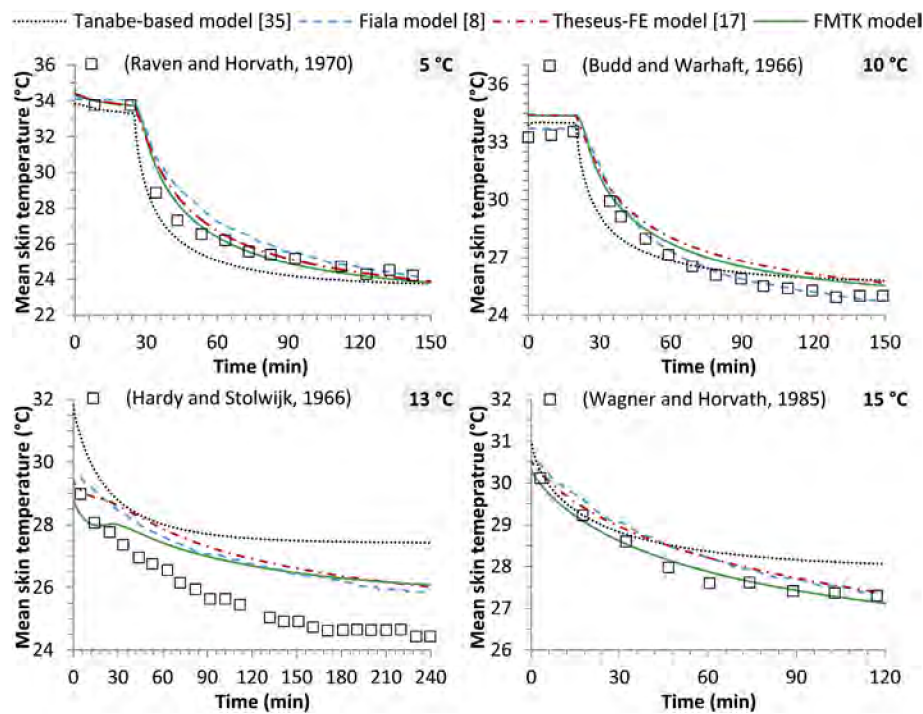 Tanabe-based model [35] Fiala model [8] Theseus-FE model [17] FMTK model
(Raven and Horvath, 1970) 5 °C
Mean skin temperature (°C)
36
34
32
30
28
26
24
22
0 30 60 90 120 150
Time (min)
(Budd and Warhaft, 1966) 10 °C
Mean skin temperature (°C)
36
33
30
27
24
0 30 60 90 120 150
Time (min)
(Hardy and Stolwijk, 1966) 13 °C
Mean skin temperature (°C)
32
30
28
26
24
0 30 60 90 120 150 180 210 240
Time (min)
(Wagner and Horvath, 1985) 15 °C
Mean skin temepratrue (°C)
32
31
30
29
28
27
26
0 30 60 90 120
Time (min)